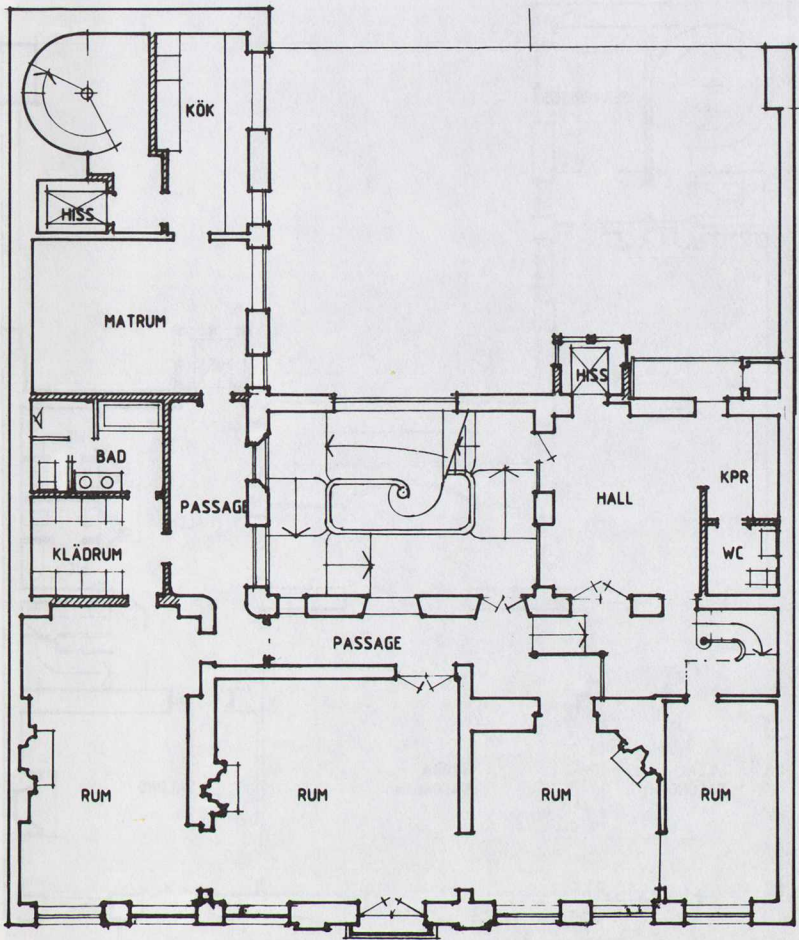 KÖK
HISS
MATRUM
HISS
BAD
KPR
HALL
PASSAGE
KLÄDRUM
WC
PASSAGE
RUM
RUM
RUM
RUM